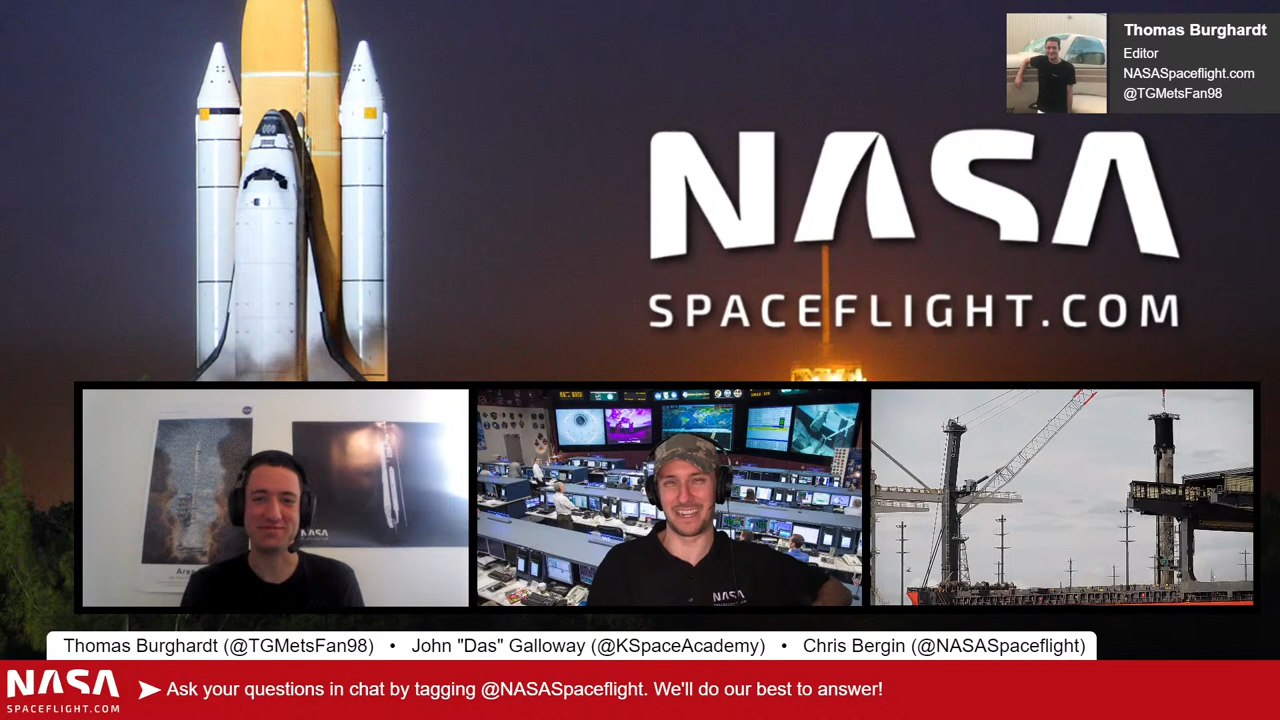 Thomas Burghardt
Editor
NASASpaceflight.com
@TGMetsFan98
NASA
SPACEFLIGHT.COM
NASA
Ares
NASA
Thomas Burghardt (@TGMetsFan98) • John "Das" Galloway (@KSpaceAcademy) • Chris Bergin (@NASASpaceflight)
NASA
SPACEFLIGHT.COM
Ask your questions in chat by tagging @NASASpaceflight. We'll do our best to answer!